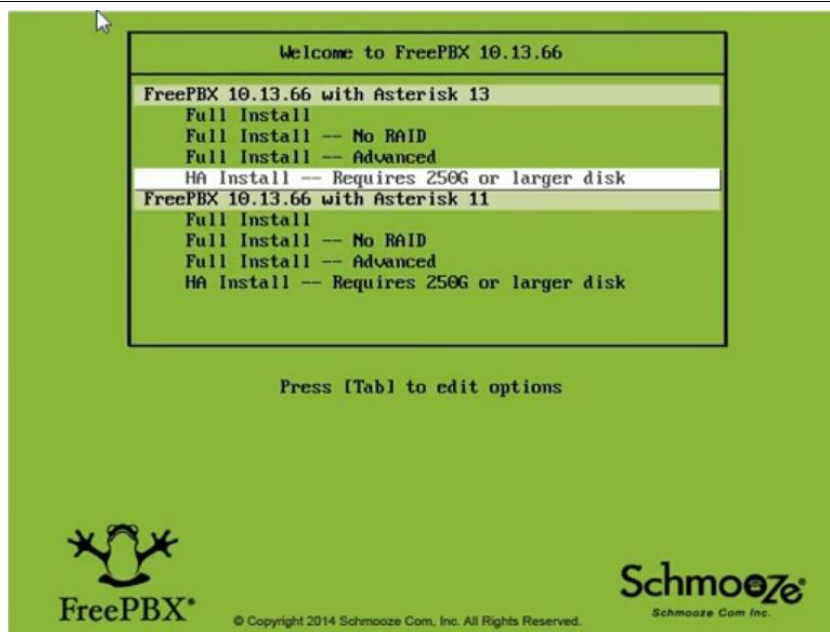 Welcome to FreePBX 10.13.66
FreePBX 10.13.66 with Asterisk 13
Full Install
Full Install -- No RAID
Full Install -- Advanced
HA Install -- Requires 250G or larger disk
FreePBX 10.13.66 with Asterisk 11
Full Install
Full Install -- No RAID
Full Install -- Advanced
HA Install -- Requires 250G or larger disk
Press [Tab] to edit options
FreePBX®
© Copyright 2014 Schmooze Com, Inc. All Rights Reserved.
Schmooze®
Schmooze Com Inc.